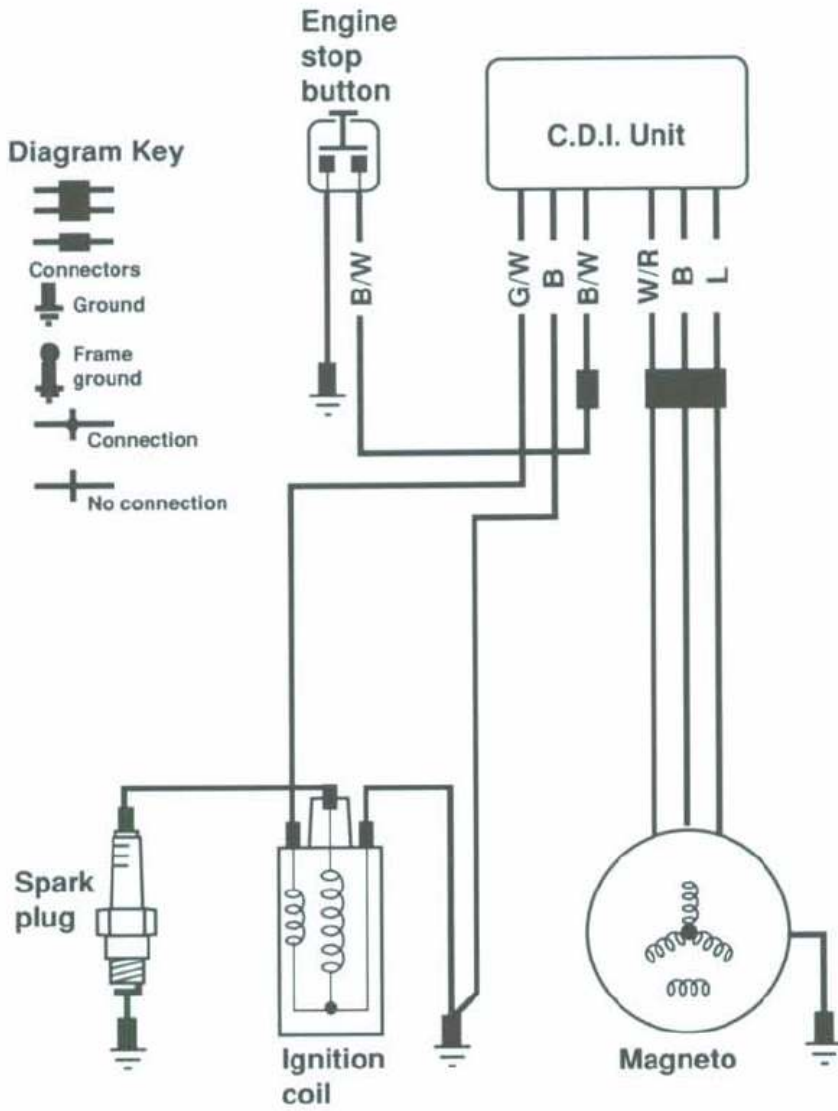 Engine
stop
button
C.D.I. Unit
Diagram Key
Connectors
Ground
Frame
ground
Connection
No connection
B/W
G/W
B
B/W
W/R
B
L
Spark
plug
Ignition
coil
Magneto